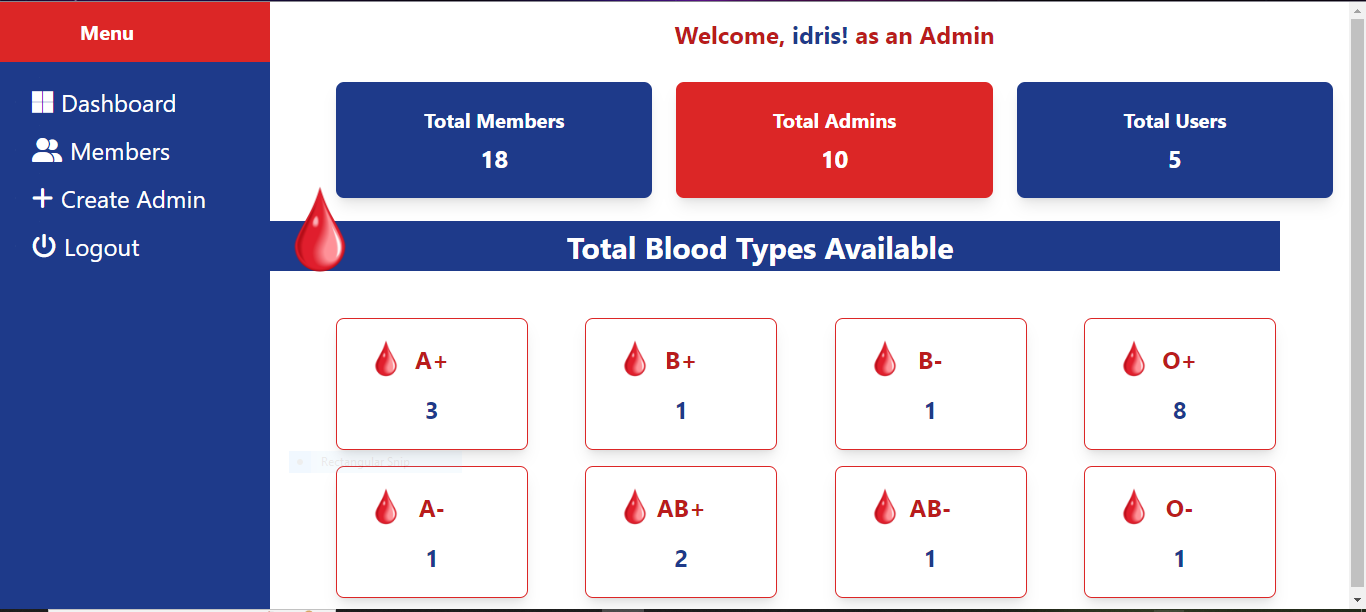 Menu
Dashboard
Members
Create Admin
Logout
Welcome, idris! as an Admin
Total Members
18
Total Admins
10
Total Users
5
Total Blood Types Available
A+
3
B+
1
B-
1
O+
8
Rectangular Snip
A-
1
AB+
2
AB-
1
O-
1